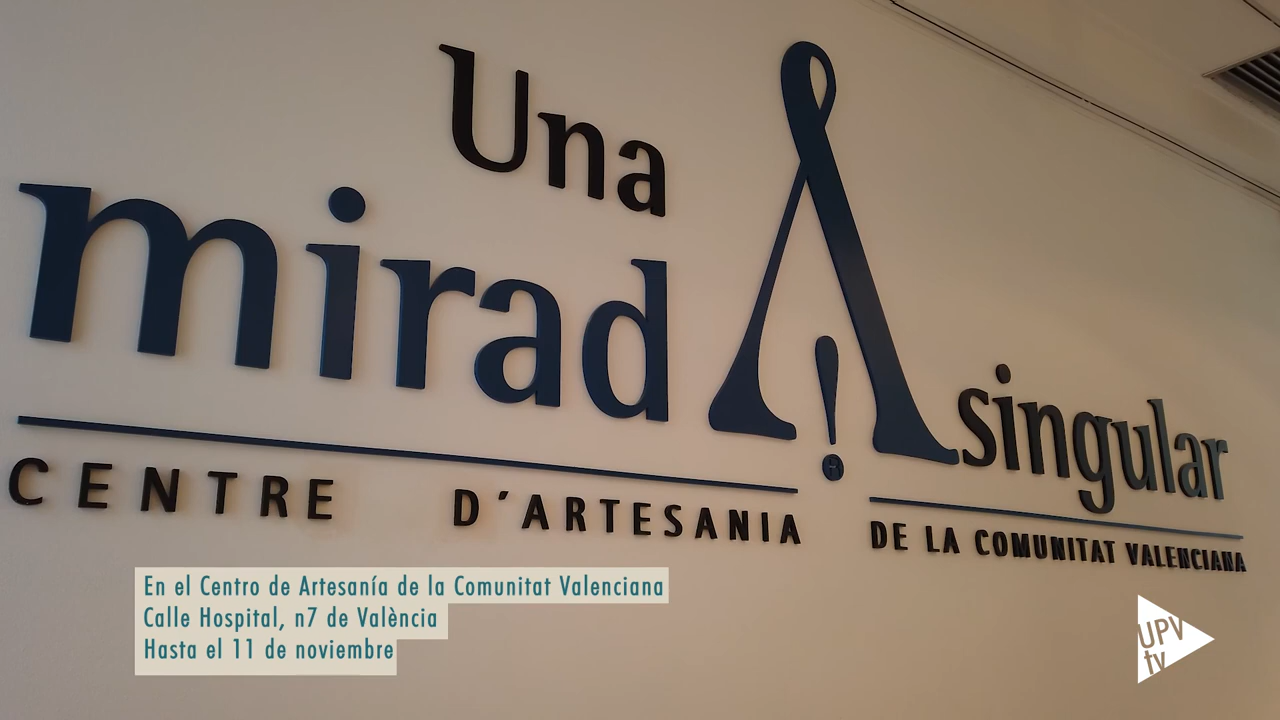 Una
miradA singular
CENTRE D'ARTESANIA DE LA COMUNITAT VALENCIANA
En el Centro de Artesanía de la Comunitat Valenciana
Calle Hospital, n7 de València
Hasta el 11 de noviembre
UPV
tv